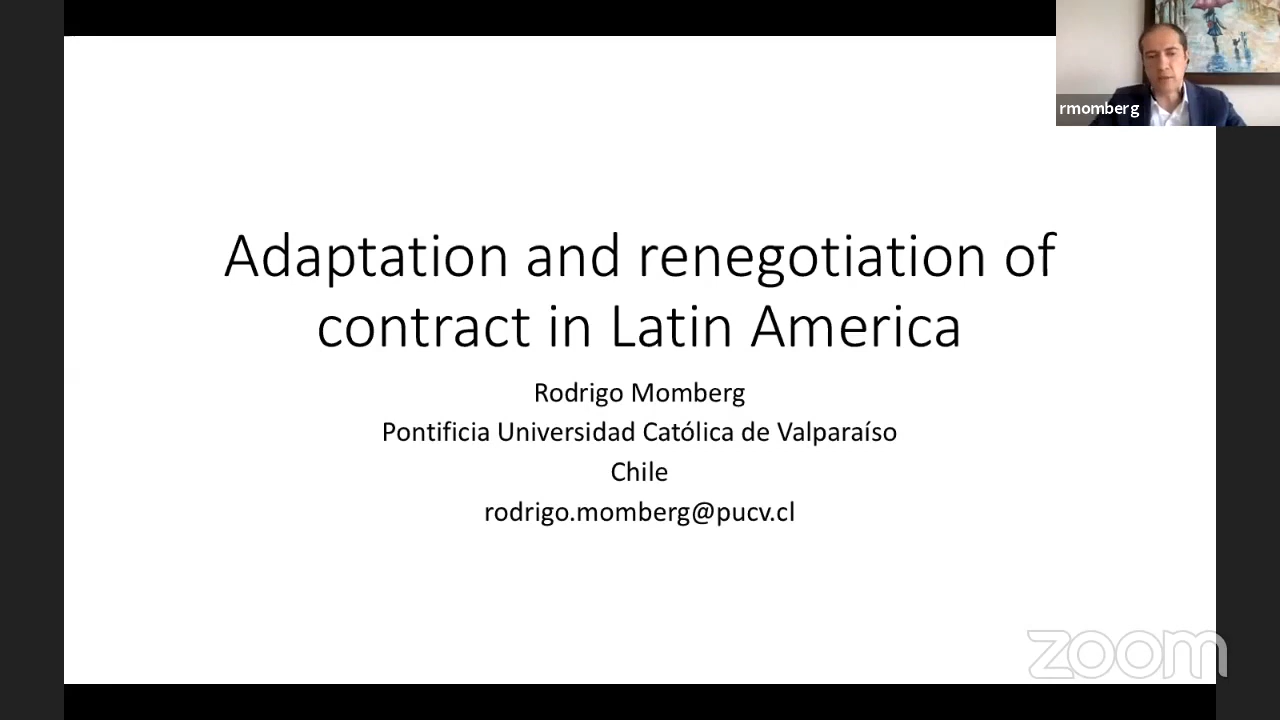 rmomberg
Adaptation and renegotiation of
contract in Latin America
Rodrigo Momberg
Pontificia Universidad Católica de Valparaíso
Chile
rodrigo.momberg@pucv.cl
zoom